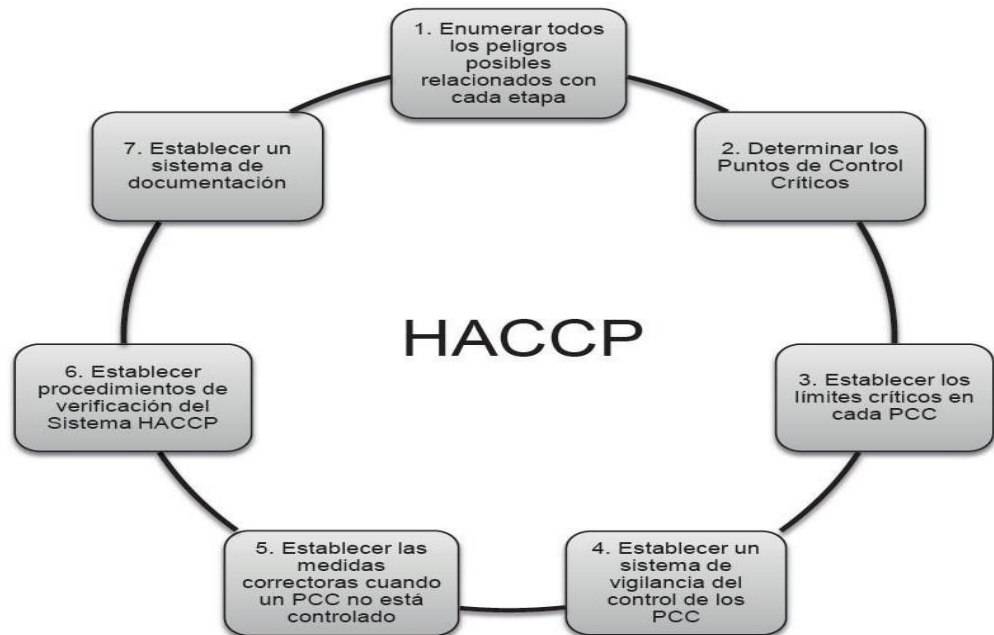 1. Enumerar todos
los peligros
posibles
relacionados con
cada etapa
2. Determinar los
Puntos de Control
Críticos
3. Establecer los
límites críticos en
cada PCC
4. Establecer un
sistema de
vigilancia del
control de los
PCC
5. Establecer las
medidas
correctoras cuando
un PCC no está
controlado
6. Establecer
procedimientos de
verificación del
Sistema HACCP
7. Establecer un
sistema de
documentación
HACCP